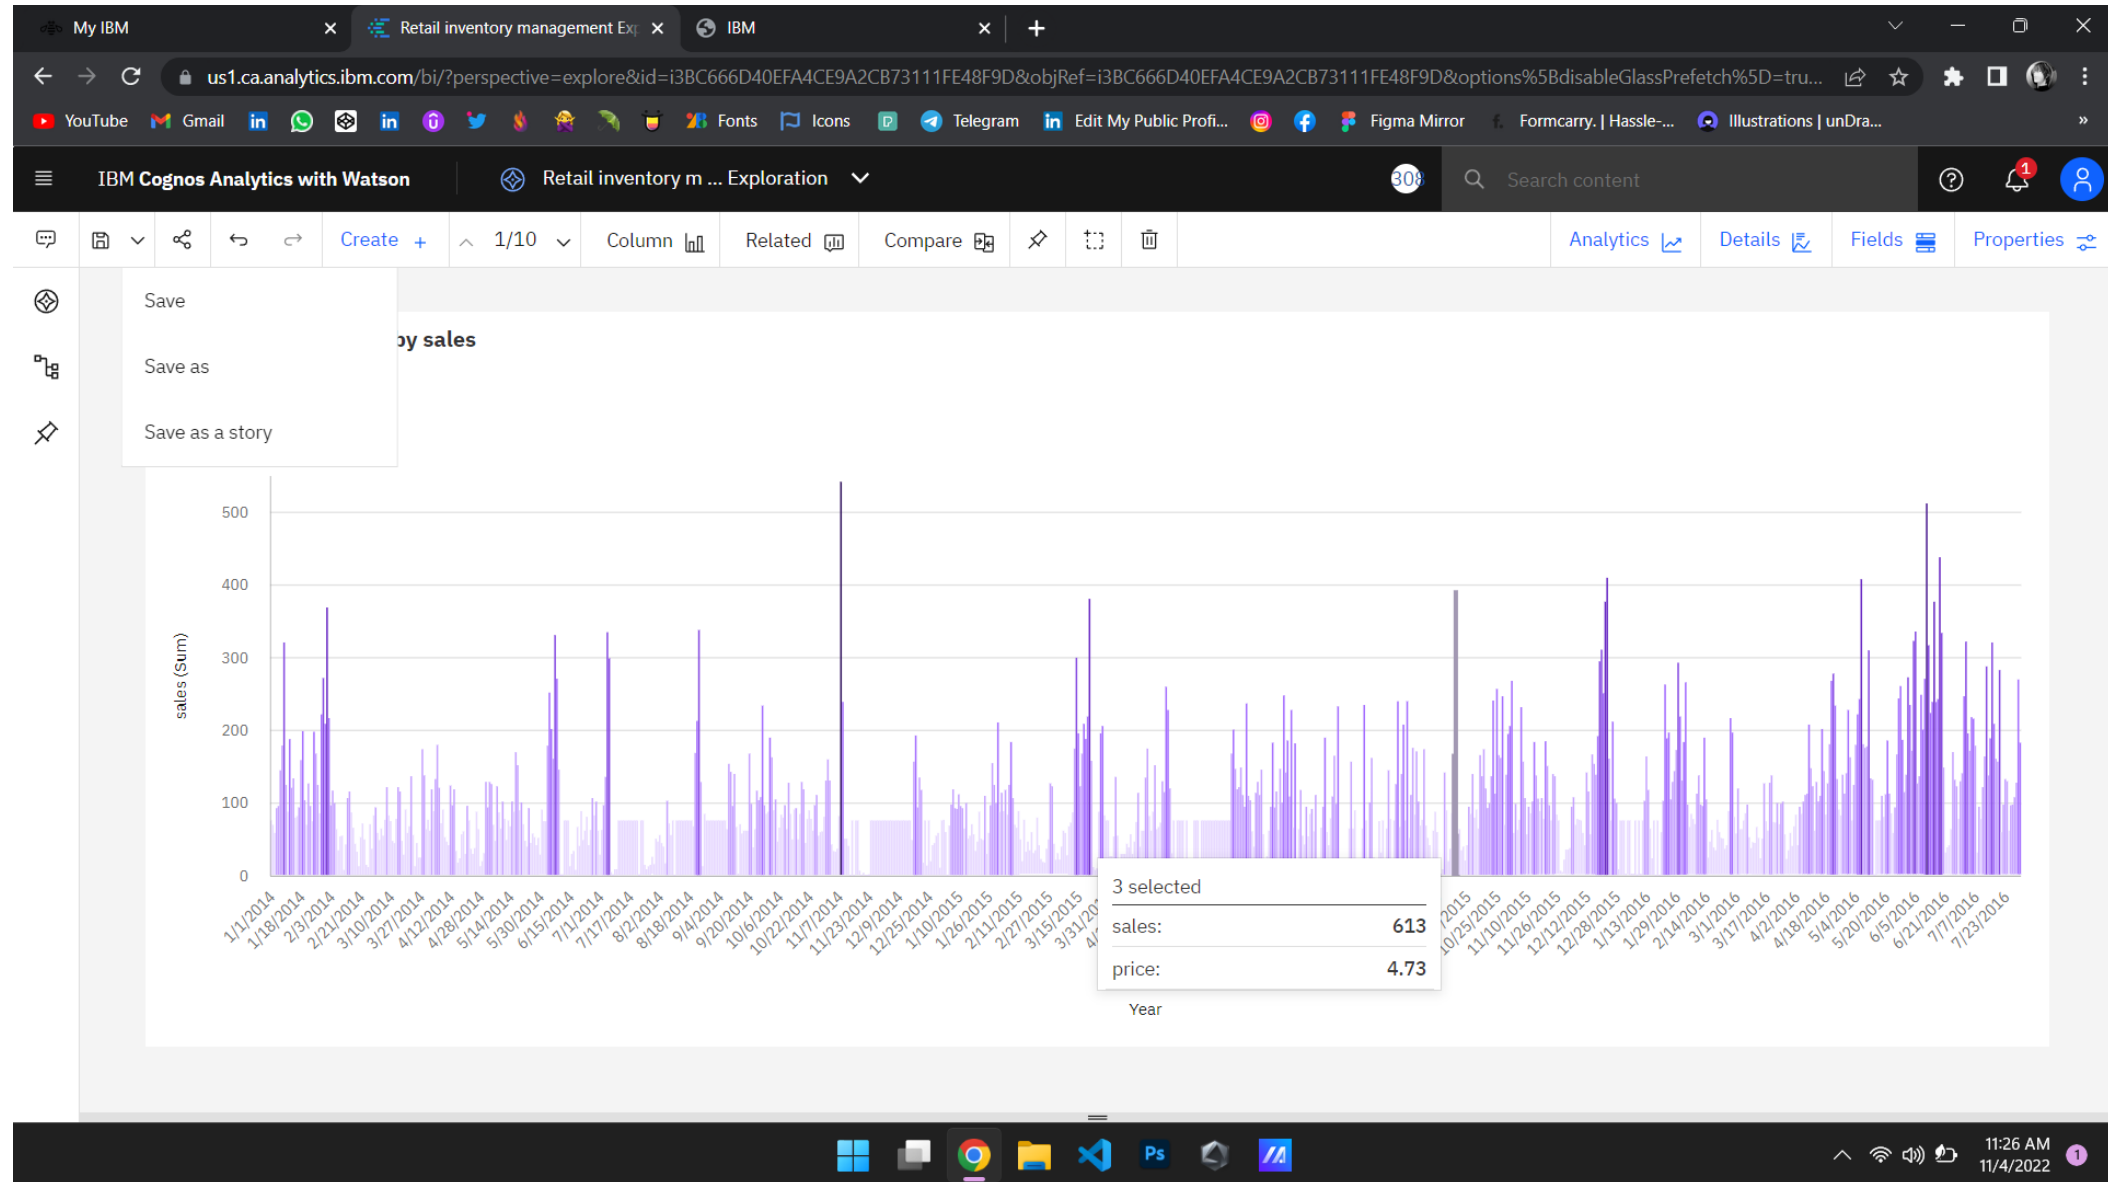 My IBM
Retail inventory management Exp
IBM
us1.ca.analytics.ibm.com/bi/?perspective=explore&id=i3BC666D40EFA4CE9A2CB73111FE48F9D&objRef=i3BC666D40EFA4CE9A2CB73111FE48F9D&options%5BdisableGlassPrefetch%5D=tru...
YouTube Gmail Fonts Icons Telegram Edit My Public Profi... Figma Mirror Formcarry. | Hassle-... Illustrations | unDra... »
IBM Cognos Analytics with Watson
Retail inventory m ... Exploration
308
Search content
1
Create + 1/10 Column Related Compare Analytics Details Fields Properties
Save
Save as
Save as a story
by sales
500
400
300
200
100
0
sales (Sum)
1/1/2014 1/18/2014 2/3/2014 2/21/2014 3/10/2014 3/27/2014 4/12/2014 4/28/2014 5/14/2014 5/30/2014 6/15/2014 7/1/2014 7/17/2014 8/2/2014 8/18/2014 9/4/2014 9/20/2014 10/6/2014 10/22/2014 11/7/2014 11/23/2014 12/9/2014 12/25/2014 1/10/2015 1/26/2015 2/11/2015 2/27/2015 3/15/2015 10/25/2015 11/10/2015 11/26/2015 12/12/2015 12/28/2015 1/13/2016 1/29/2016 2/14/2016 3/1/2016 3/17/2016 4/2/2016 4/18/2016 5/4/2016 5/20/2016 6/5/2016 6/21/2016 7/7/2016 7/23/2016
3 selected
sales: 613
price: 4.73
Year
Ps
11:26 AM
11/4/2022
1